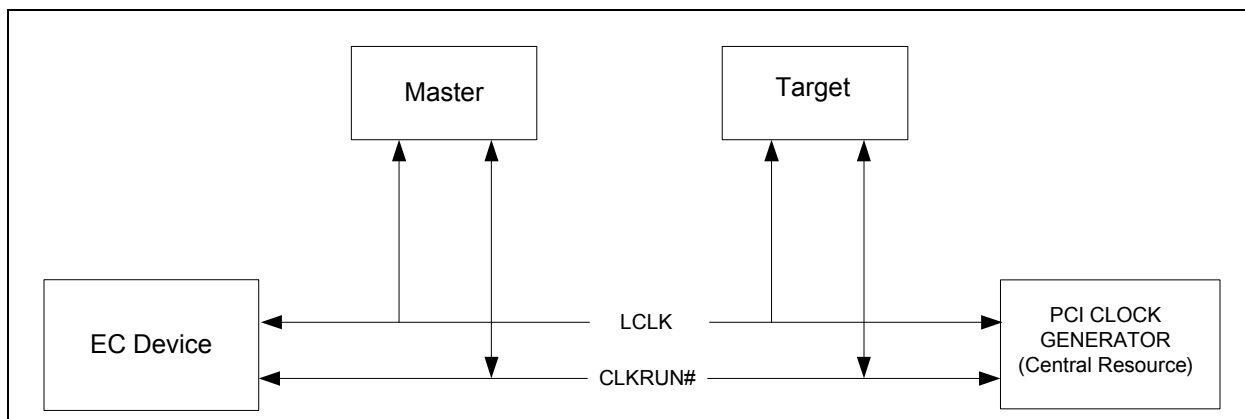 Master
Target
EC Device
LCLK
CLKRUN#
PCI CLOCK
GENERATOR
(Central Resource)